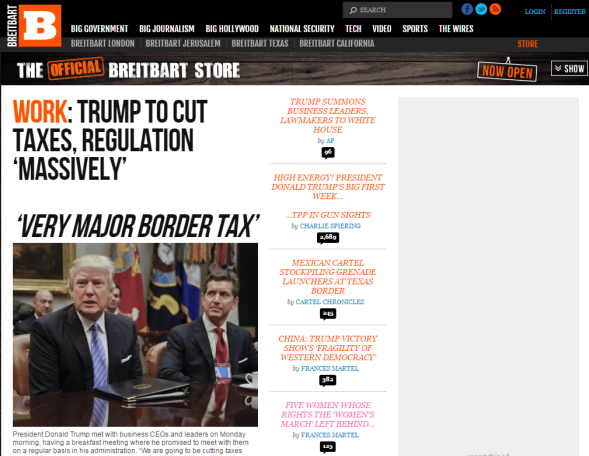 BREITBART
B
SEARCH
LOGIN
REGISTER
BIG GOVERNMENT
BIG JOURNALISM
BIG HOLLYWOOD
NATIONAL SECURITY
TECH
VIDEO
SPORTS
THE WIRES
BREITBART LONDON
BREITBART JERUSALEM
BREITBART TEXAS
BREITBART CALIFORNIA
STORE
THE OFFICIAL BREITBART STORE
NOW OPEN
SHOW
WORK: TRUMP TO CUT
TAXES, REGULATION
‘MASSIVELY’
‘VERY MAJOR BORDER TAX’
President Donald Trump met with business CEOs and leaders on Monday
morning, having a breakfast meeting where he promised to meet with them
on a regular basis in his administration. “We are going to be cutting taxes
TRUMP SUMMONS
BUSINESS LEADERS,
LAWMAKERS TO WHITE
HOUSE
by AP
96
HIGH ENERGY! PRESIDENT
DONALD TRUMP'S BIG FIRST
WEEK...
...TPP IN GUN SIGHTS
by CHARLIE SPIERING
2,689
MEXICAN CARTEL
STOCKPILING GRENADE
LAUNCHERS AT TEXAS
BORDER
by CARTEL CHRONICLES
245
CHINA: TRUMP VICTORY
SHOWS ‘FRAGILITY OF
WESTERN DEMOCRACY’
by FRANCES MARTEL
382
FIVE WOMEN WHOSE
RIGHTS THE ‘WOMEN’S
MARCH’ LEFT BEHIND...
by FRANCES MARTEL
123